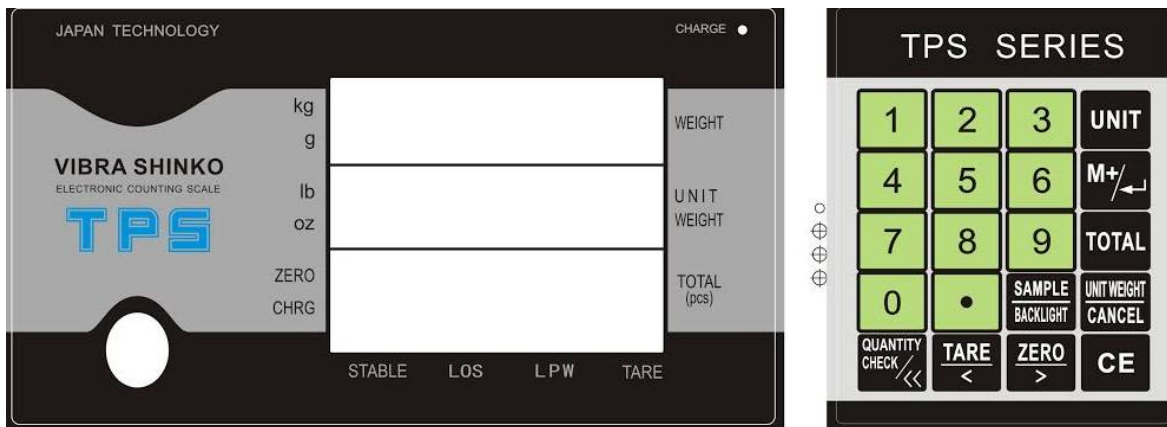 JAPAN TECHNOLOGY
CHARGE
kg
g
WEIGHT
VIBRA SHINKO
ELECTRONIC COUNTING SCALE
TPS
lb
oz
UNIT
WEIGHT
ZERO
CHRG
TOTAL
(pcs)
STABLE LOS LPW TARE
TPS SERIES
1 2 3 UNIT
4 5 6 M+/↵
7 8 9 TOTAL
0 • SAMPLE
BACKLIGHT
UNIT WEIGHT
CANCEL
QUANTITY
CHECK/<<
TARE
<
ZERO
>
CE